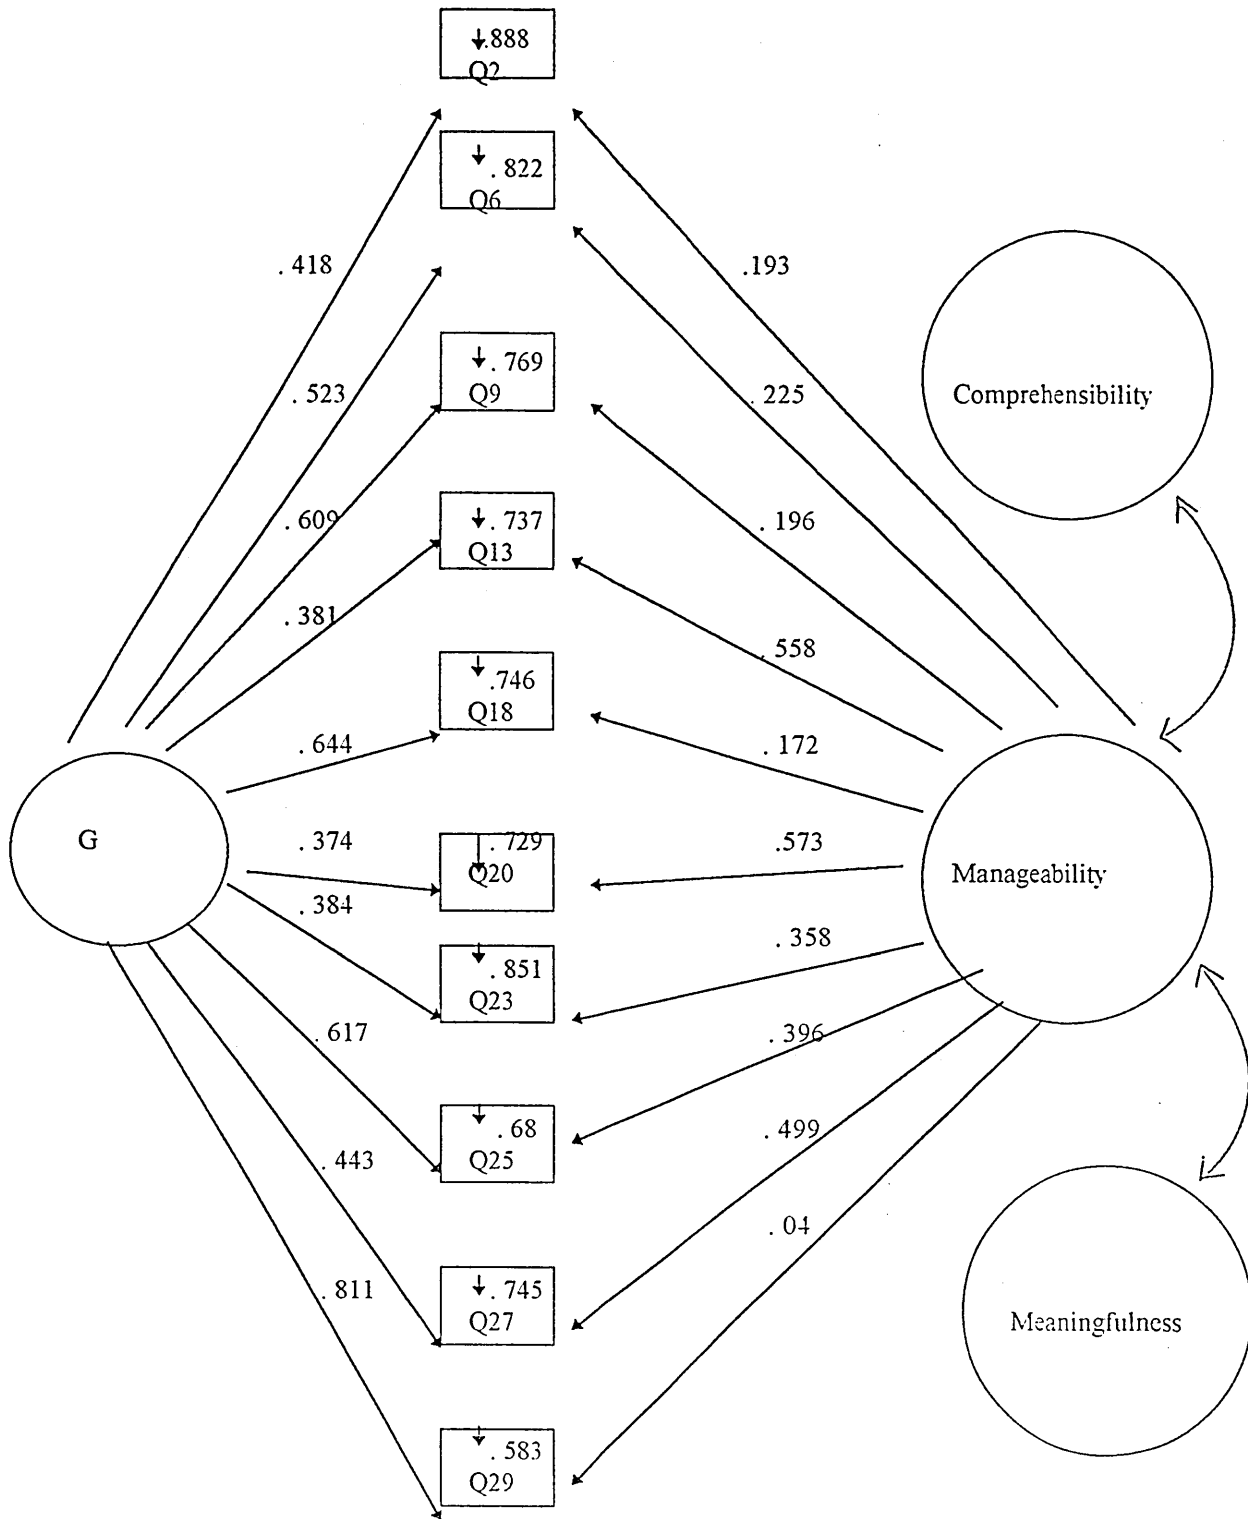 .888
Q2
. 822
Q6
. 418
.193
. 769
Q9
Comprehensibility
. 523
. 225
. 737
Q13
. 609
. 196
. 381
. 558
.746
Q18
. 644
. 172
G
. 374
. 729
Q20
. 573
Manageability
. 384
. 358
. 851
Q23
. 617
. 396
. 68
Q25
. 443
. 499
. 04
. 811
. 745
Q27
Meaningfulness
. 583
Q29